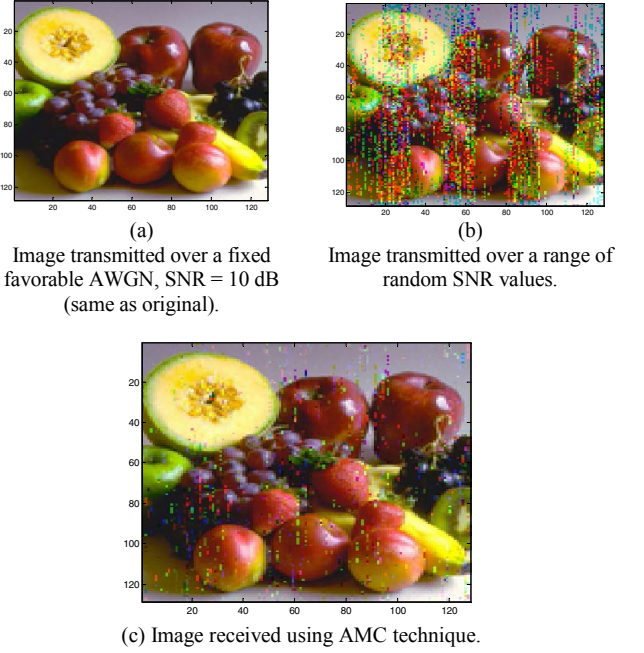 20
40
60
80
100
120
20 40 60 80 100 120
(a)
Image transmitted over a fixed
favorable AWGN, SNR = 10 dB
(same as original).
20
40
60
80
100
120
20 40 60 80 100 120
(b)
Image transmitted over a range of
random SNR values.
20
40
60
80
100
120
20 40 60 80 100 120
(c) Image received using AMC technique.